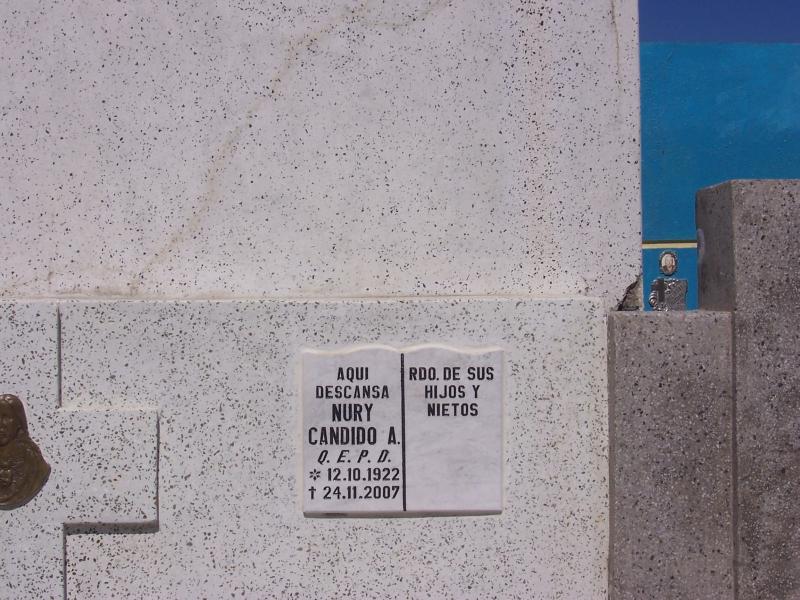 AQUI
DESCANSA
NURY
CANDIDO A.
Q. E. P. D.
* 12.10.1922
† 24.11.2007
RDO. DE SUS
HIJOS Y
NIETOS